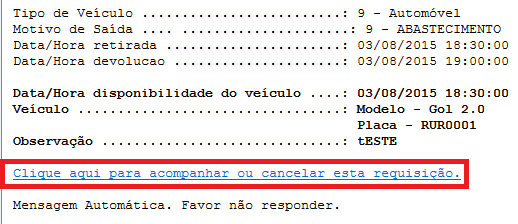 Tipo de Veículo ..........................: 9 - Automóvel
Motivo de Saída .... .....................: 9 - ABASTECIMENTO
Data/Hora retirada .......................: 03/08/2015 18:30:00
Data/Hora devolucao ......................: 03/08/2015 19:00:00
Data/Hora disponibilidade do veículo ....: 03/08/2015 18:30:00
Veículo ..................................: Modelo - Gol 2.0
Placa - RUR0001
Observação ...............................: tESTE
Clique aqui para acompanhar ou cancelar esta requisição.
Mensagem Automática. Favor não responder.